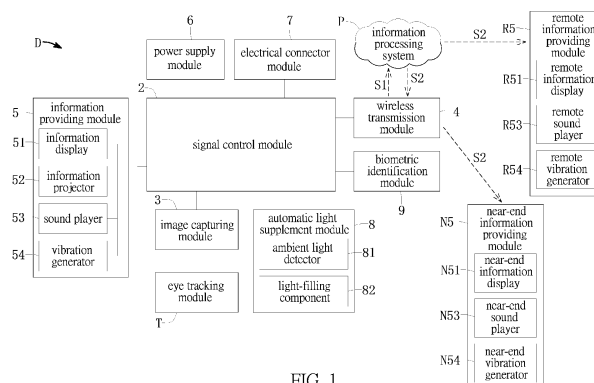 D
6
power supply
module
7
electrical connector
module
P
information
processing
system
S2
R5
remote
information
providing
module
R51
remote
information
display
R53
remote
sound
player
R54
remote
vibration
generator
S1
S2
2
signal control module
wireless
transmission
module
4
S2
biometric
identification
module
9
5
information
providing module
51
information
display
52
information
projector
53
sound player
54
vibration
generator
3
image capturing
module
eye tracking
module
T
automatic light
supplement module
8
ambient light
detector
81
light-filling
component
82
N5
near-end
information
providing
module
N51
near-end
information
display
N53
near-end
sound
player
N54
near-end
vibration
generator
FIG. 1